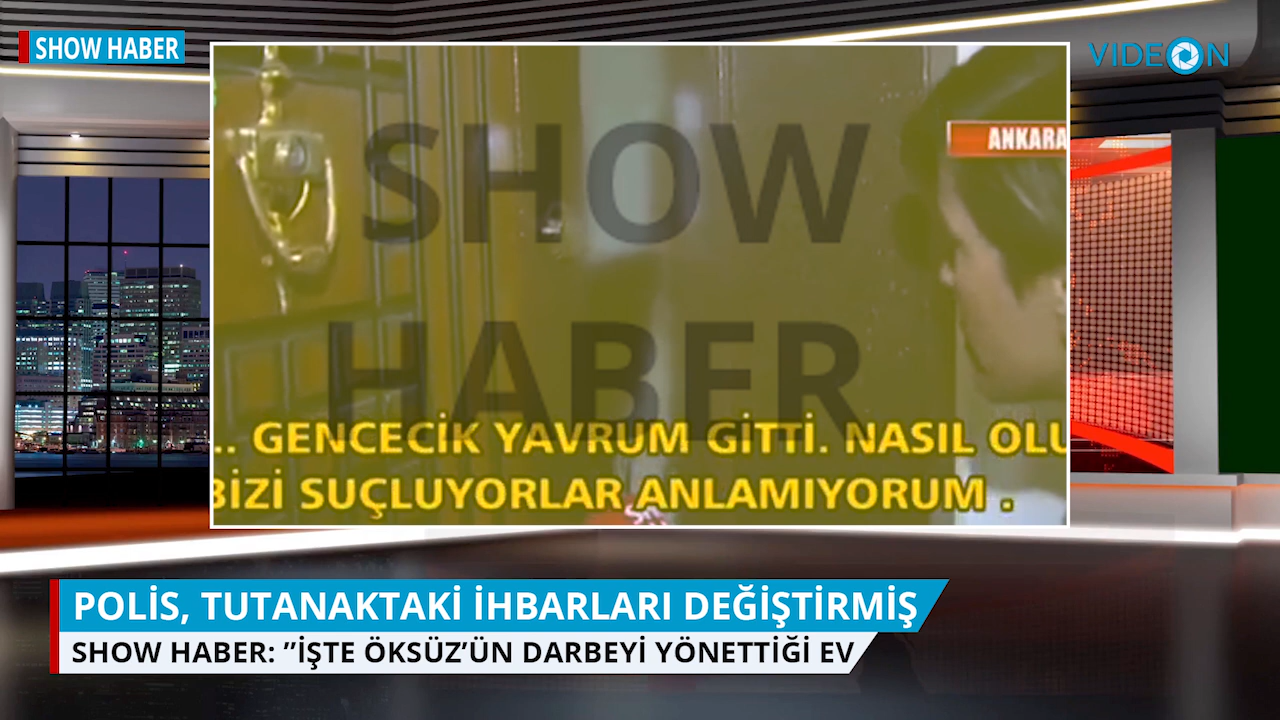 SHOW HABER
VIDEON
ANKARA
SHOW
HABER
.. GENCECİK YAVRUM GİTTİ. NASIL OLU
BİZİ SUÇLUYORLAR ANLAMIYORUM .
POLİS, TUTANAKTAKİ İHBARLARI DEĞİŞTİRMİŞ
SHOW HABER: ”İŞTE ÖKSÜZ’ÜN DARBEYİ YÖNETTİĞİ EV